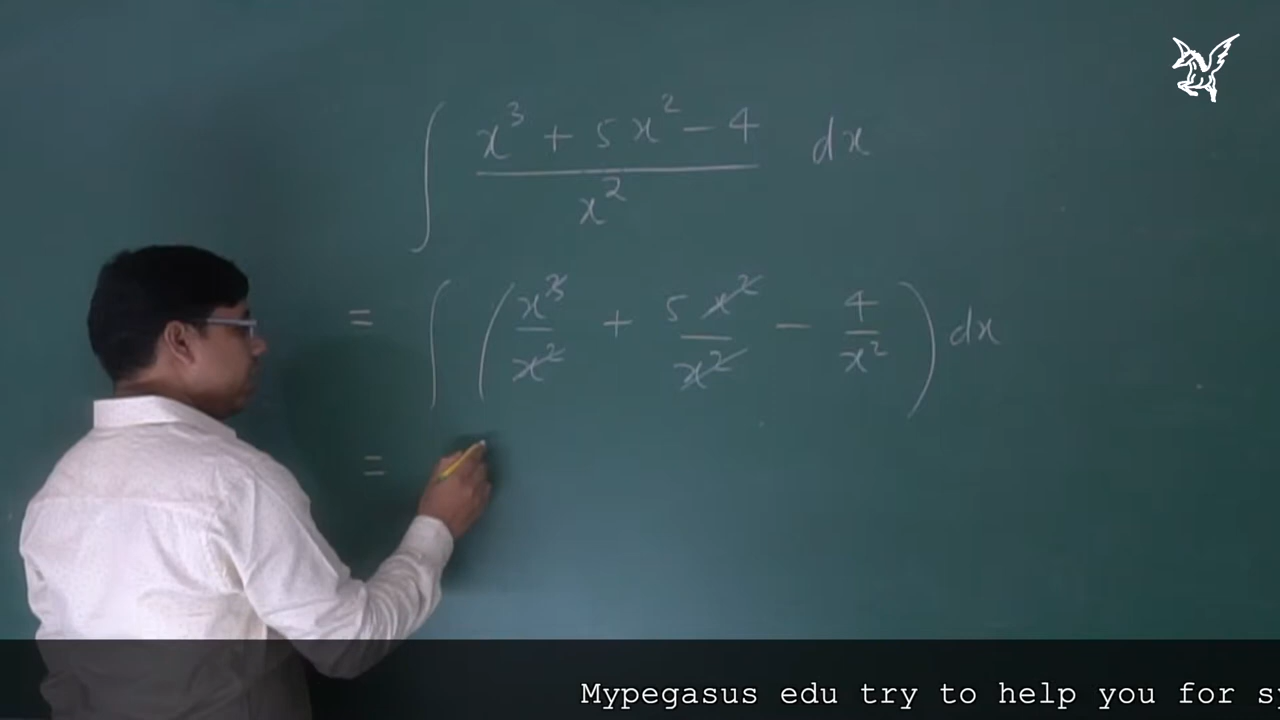 ∫ (x³ + 5x² − 4)/x² dx
= ∫ (x³/x² + 5x²/x² − 4/x²) dx
=
Mypegasus edu try to help you for s